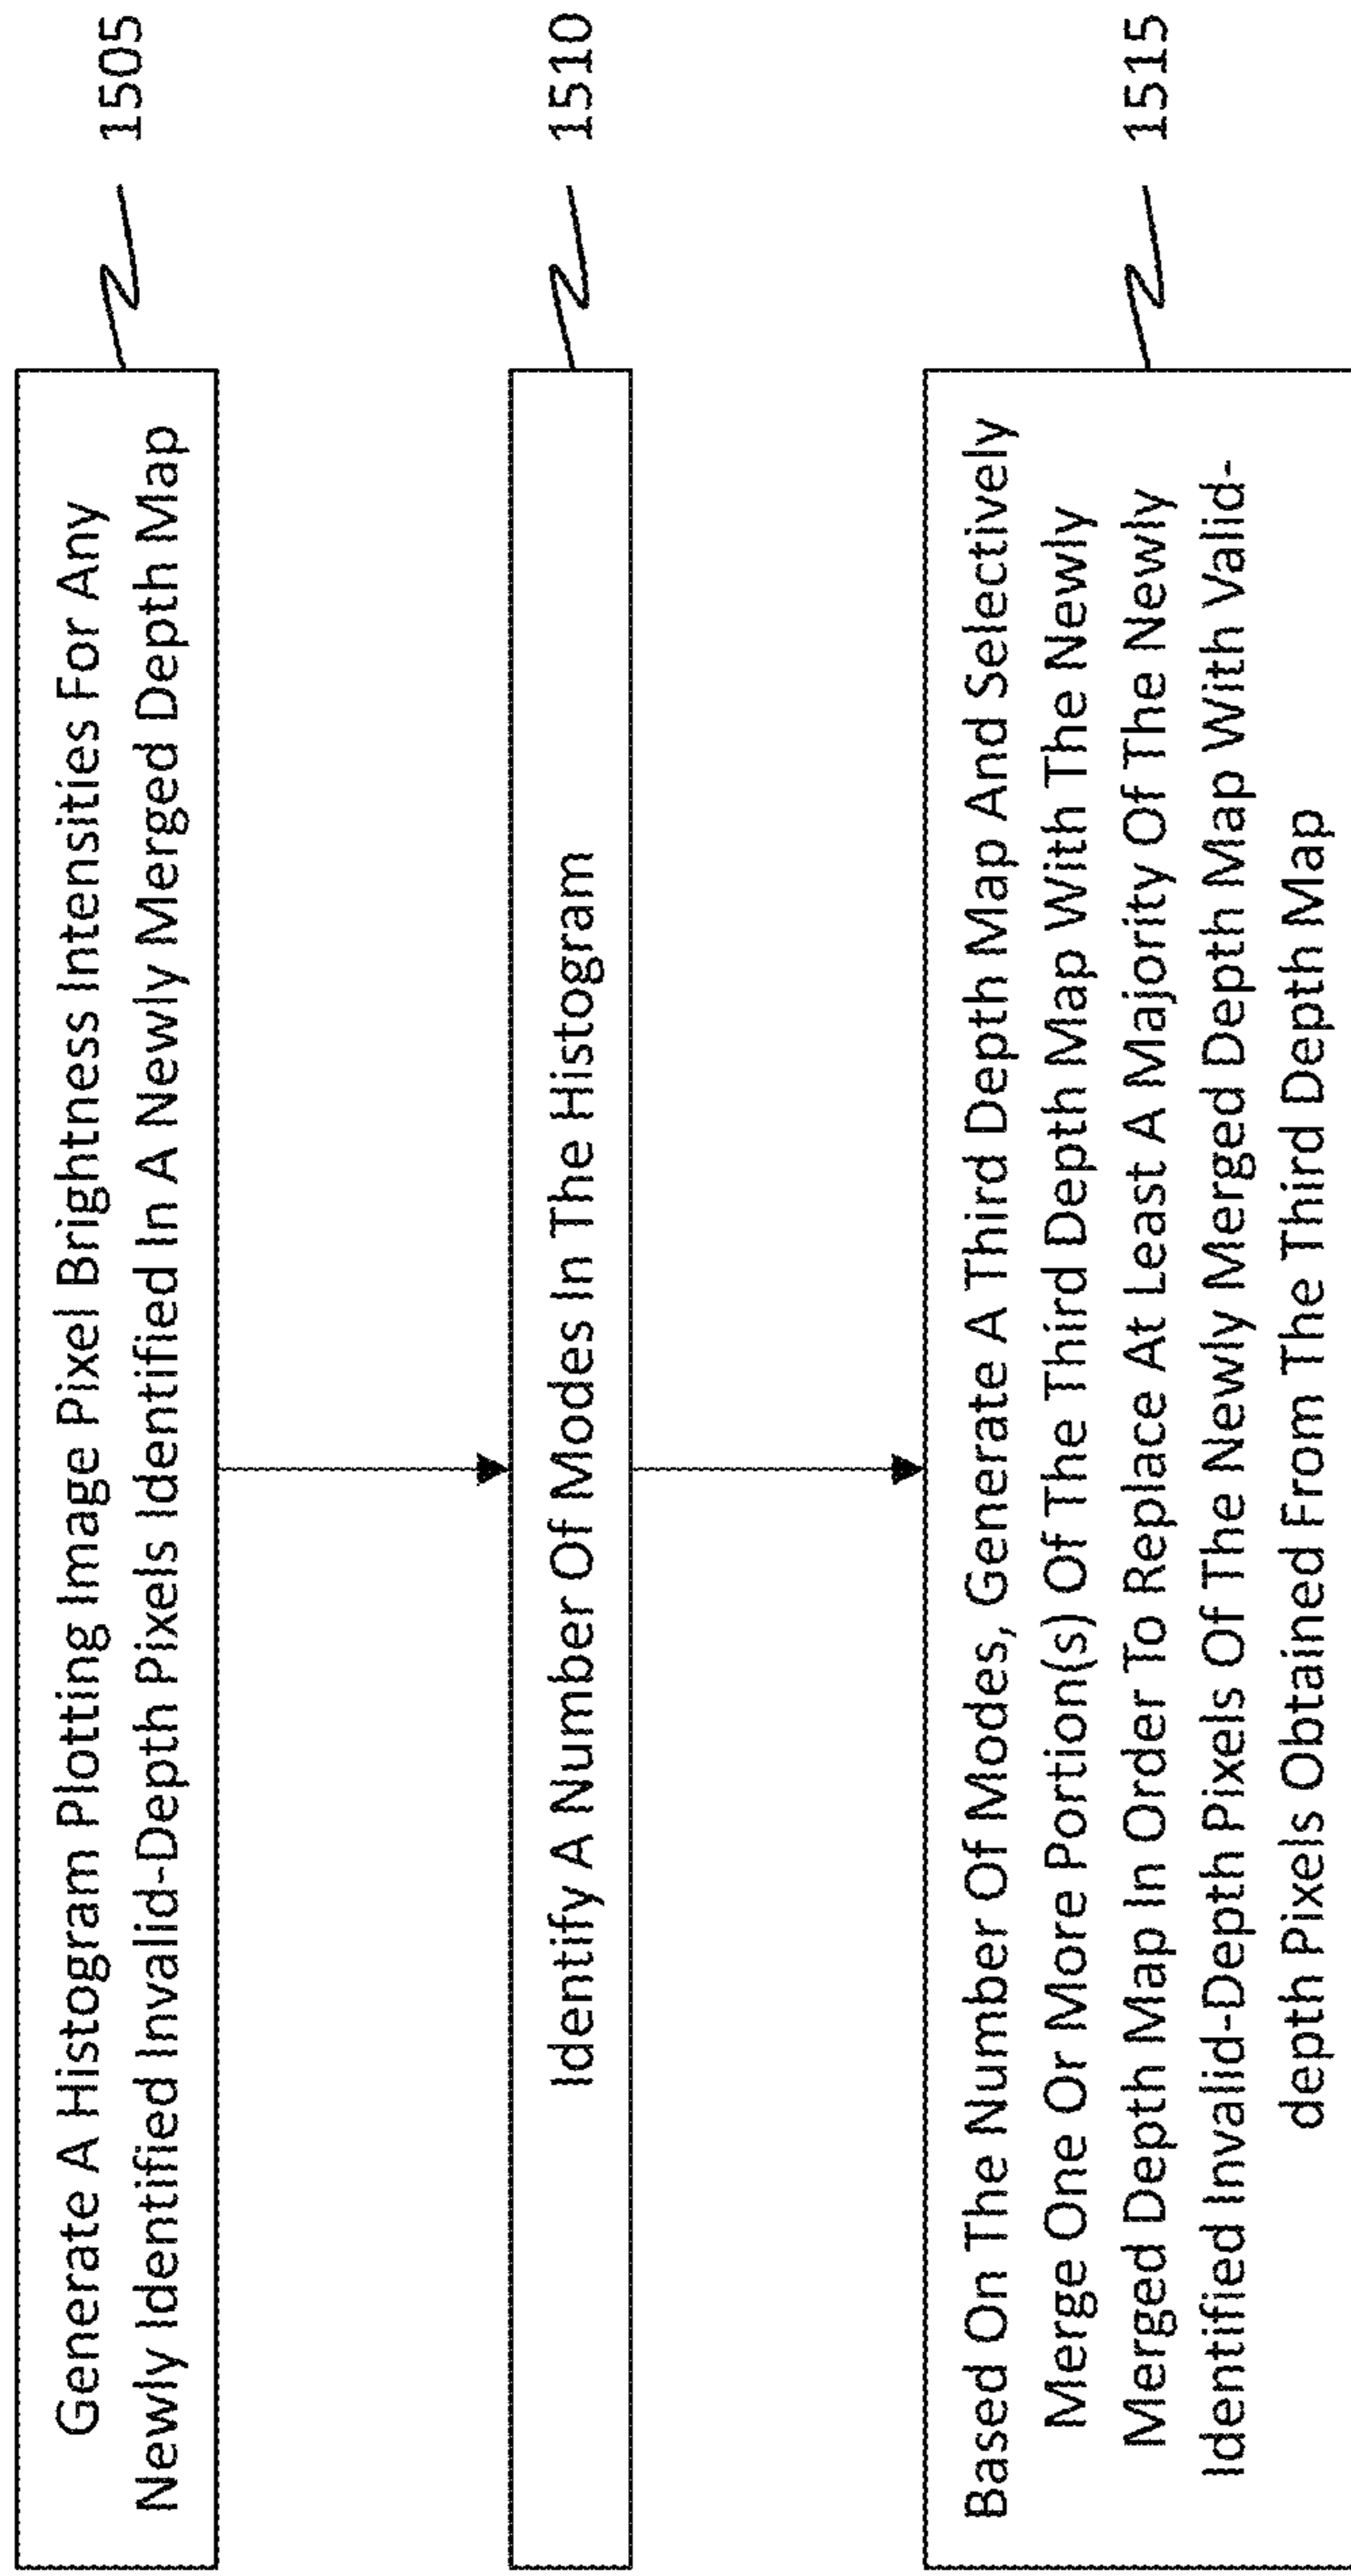 Generate A Histogram Plotting Image Pixel Brightness Intensities For Any
Newly Identified Invalid-Depth Pixels Identified In A Newly Merged Depth Map
1505
Identify A Number Of Modes In The Histogram
1510
Based On The Number Of Modes, Generate A Third Depth Map And Selectively
Merge One Or More Portion(s) Of The Third Depth Map With The Newly
Merged Depth Map In Order To Replace At Least A Majority Of The Newly
Identified Invalid-Depth Pixels Of The Newly Merged Depth Map With Valid-
depth Pixels Obtained From The Third Depth Map
1515